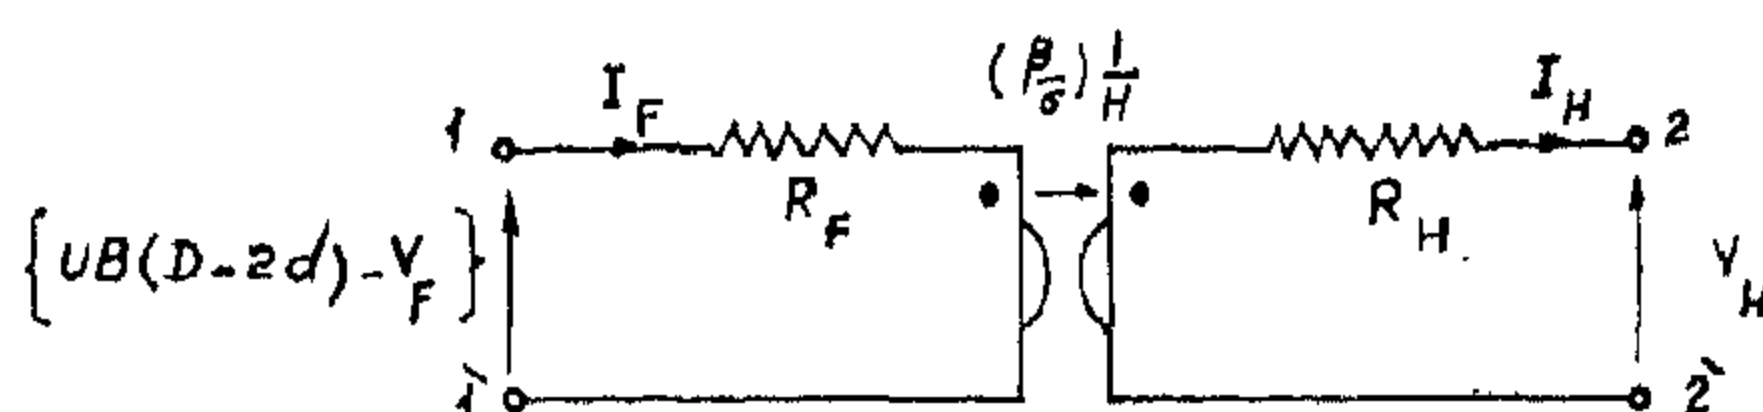 (β/σ) 1/H
I_F
I_H
1
2
R_F
R_H
{UB(D-2d)-V_F}
V_H
1`
2`